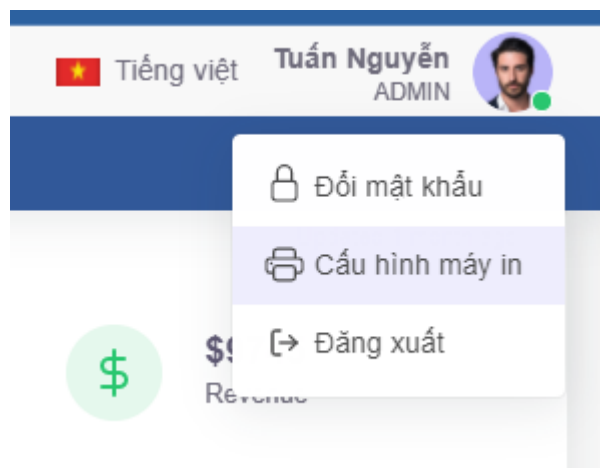 Tiếng việt
Tuấn Nguyễn
ADMIN
Đổi mật khẩu
Cấu hình máy in
Đăng xuất
$
Revenue